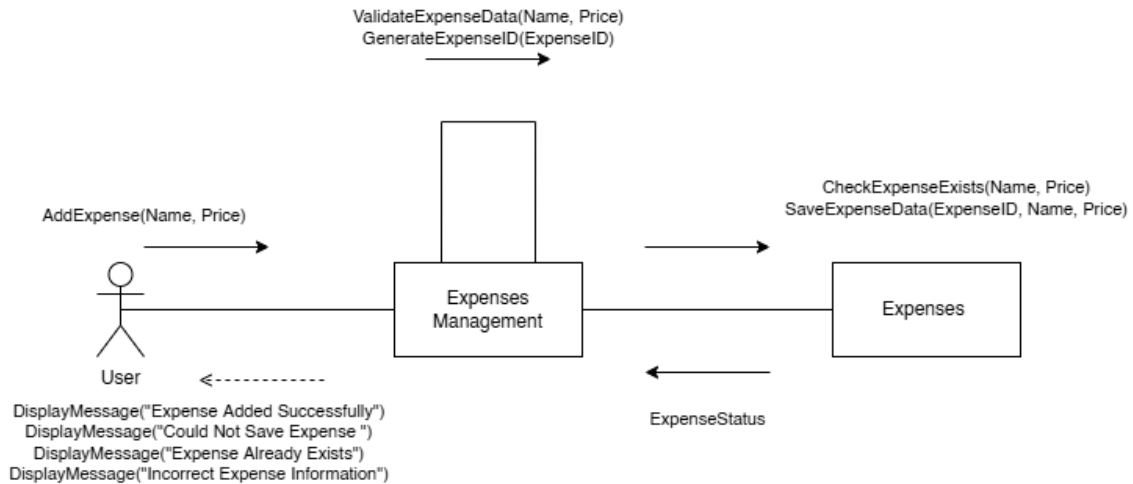 ValidateExpenseData(Name, Price)
GenerateExpenseID(ExpenseID)
CheckExpenseExists(Name, Price)
SaveExpenseData(ExpenseID, Name, Price)
AddExpense(Name, Price)
Expenses
Management
Expenses
User
DisplayMessage("Expense Added Successfully")
DisplayMessage("Could Not Save Expense ")
DisplayMessage("Expense Already Exists")
DisplayMessage("Incorrect Expense Information")
ExpenseStatus